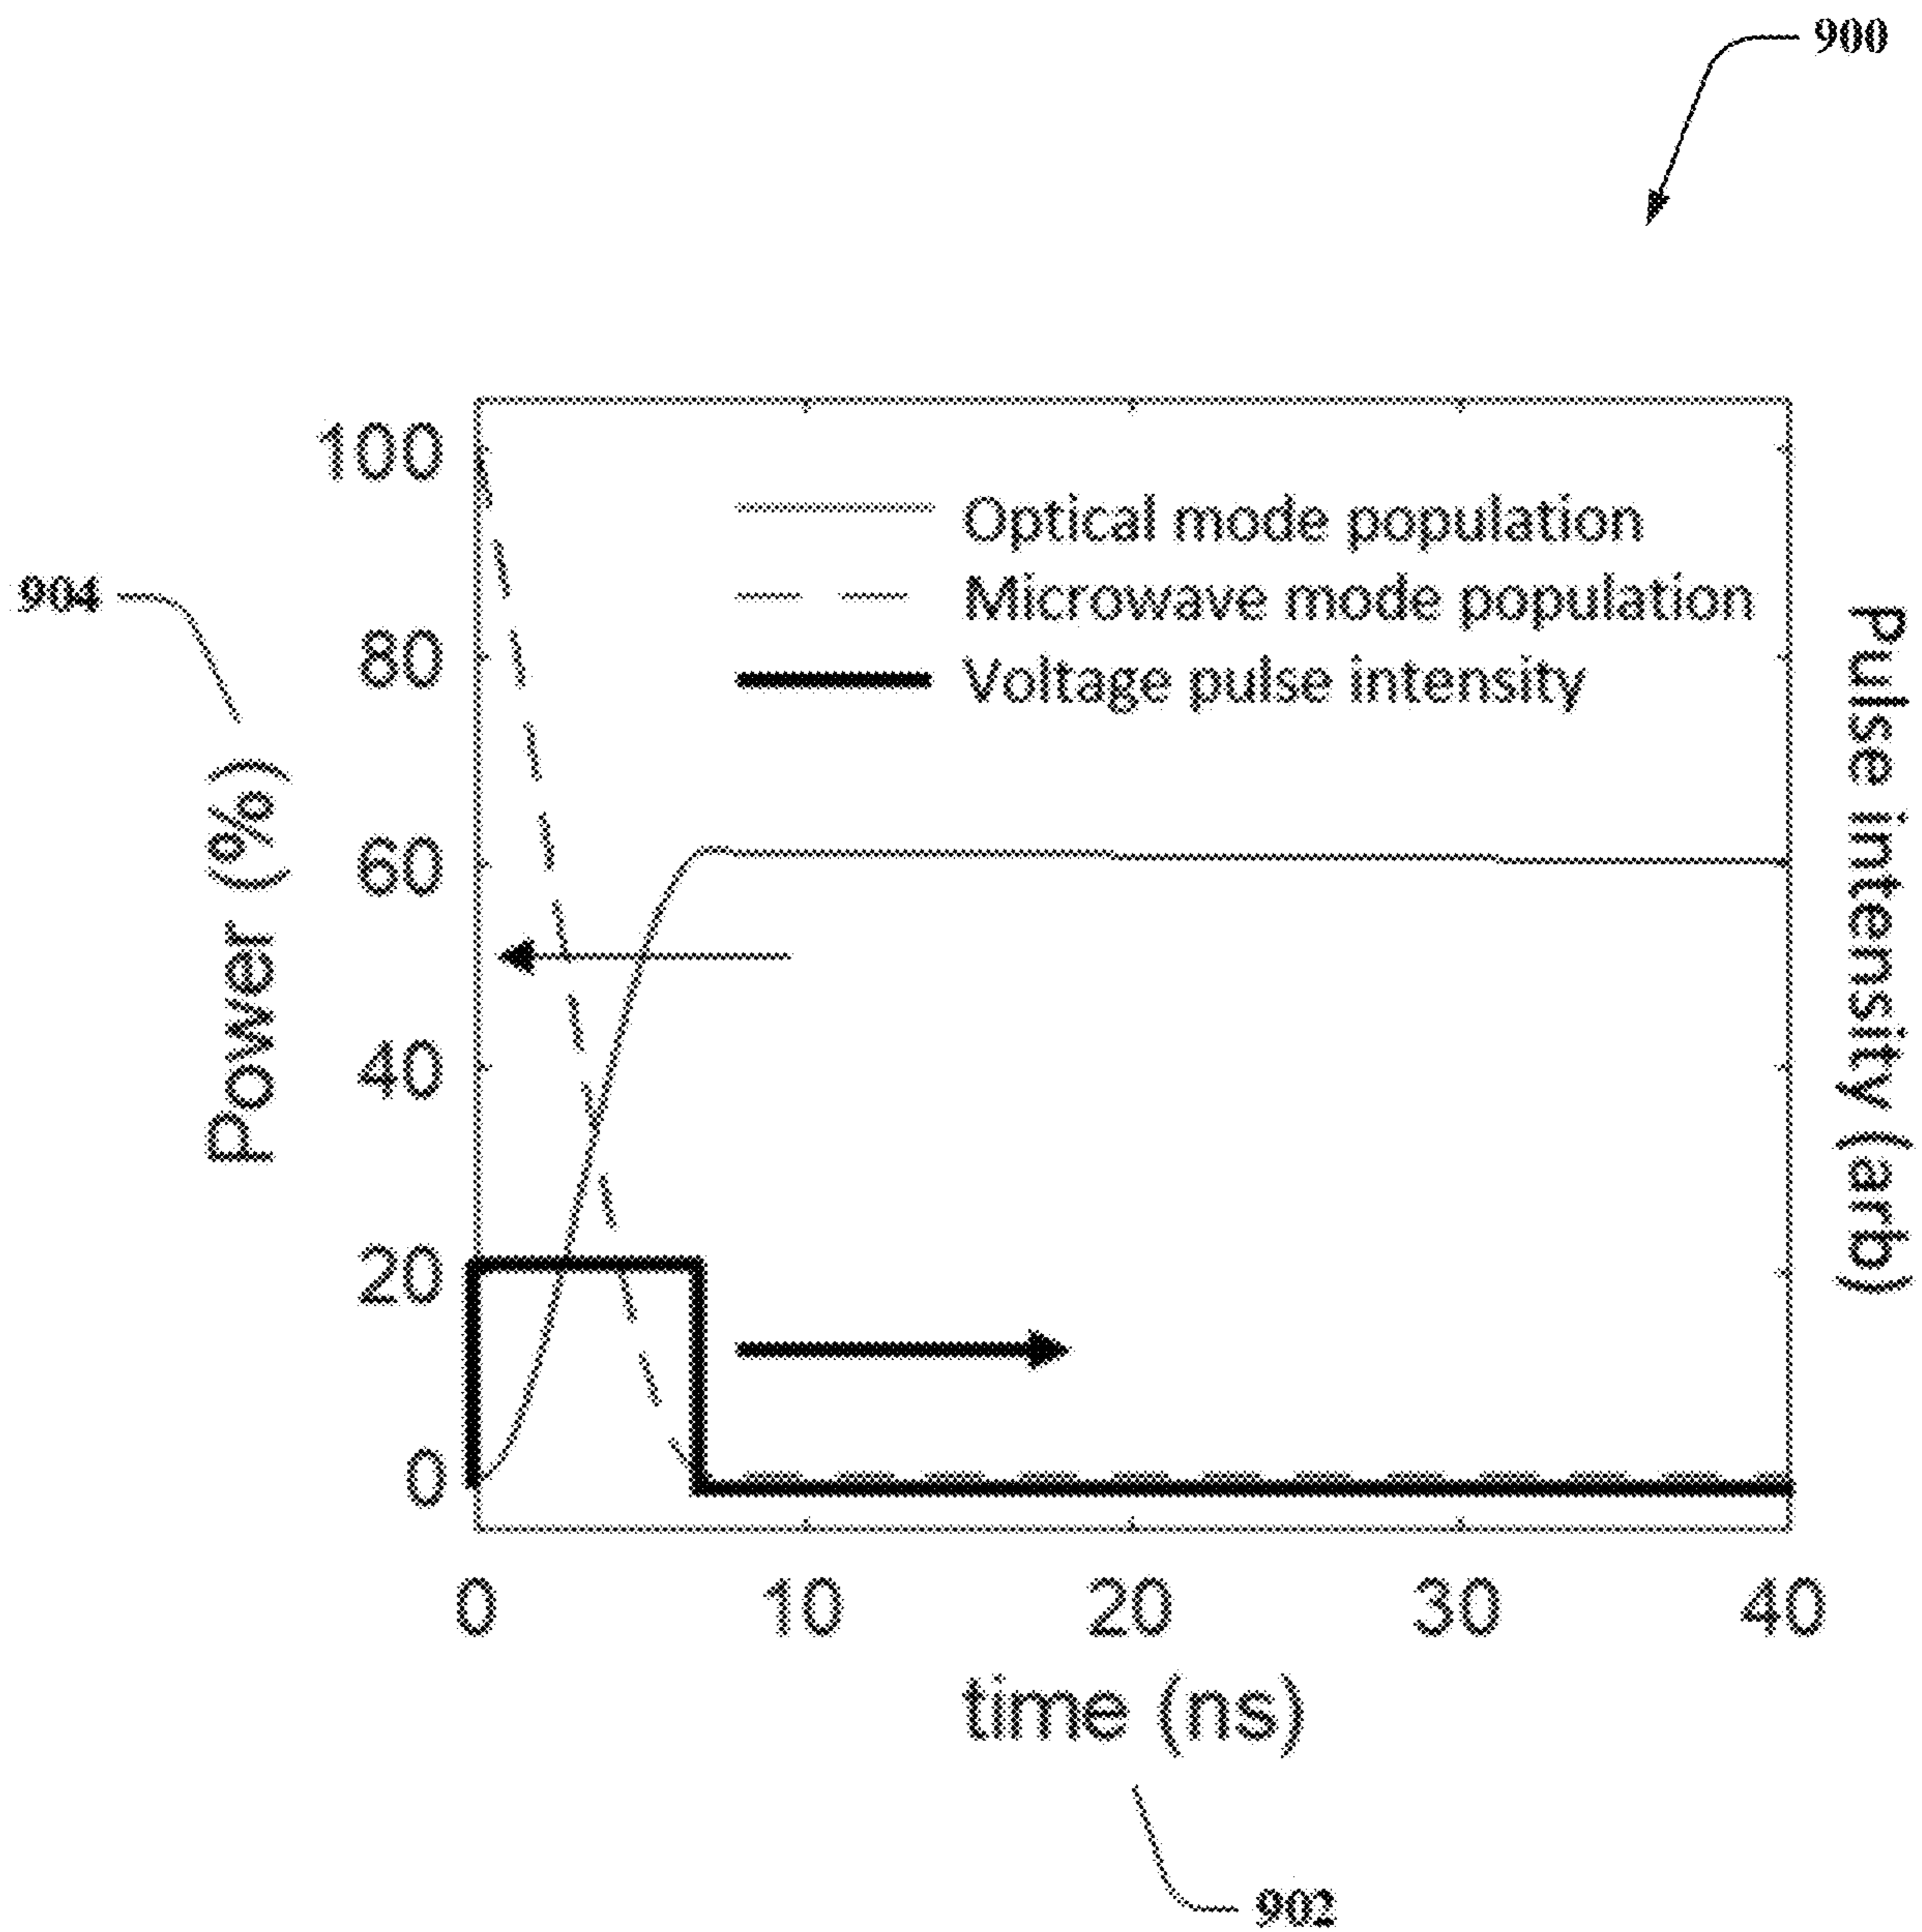 900
100
Optical mode population
904
Microwave mode population
80
Voltage pulse intensity
Power (%)
Pulse intensity (arb)
60
40
20
0
0 10 20 30 40
time (ns)
902